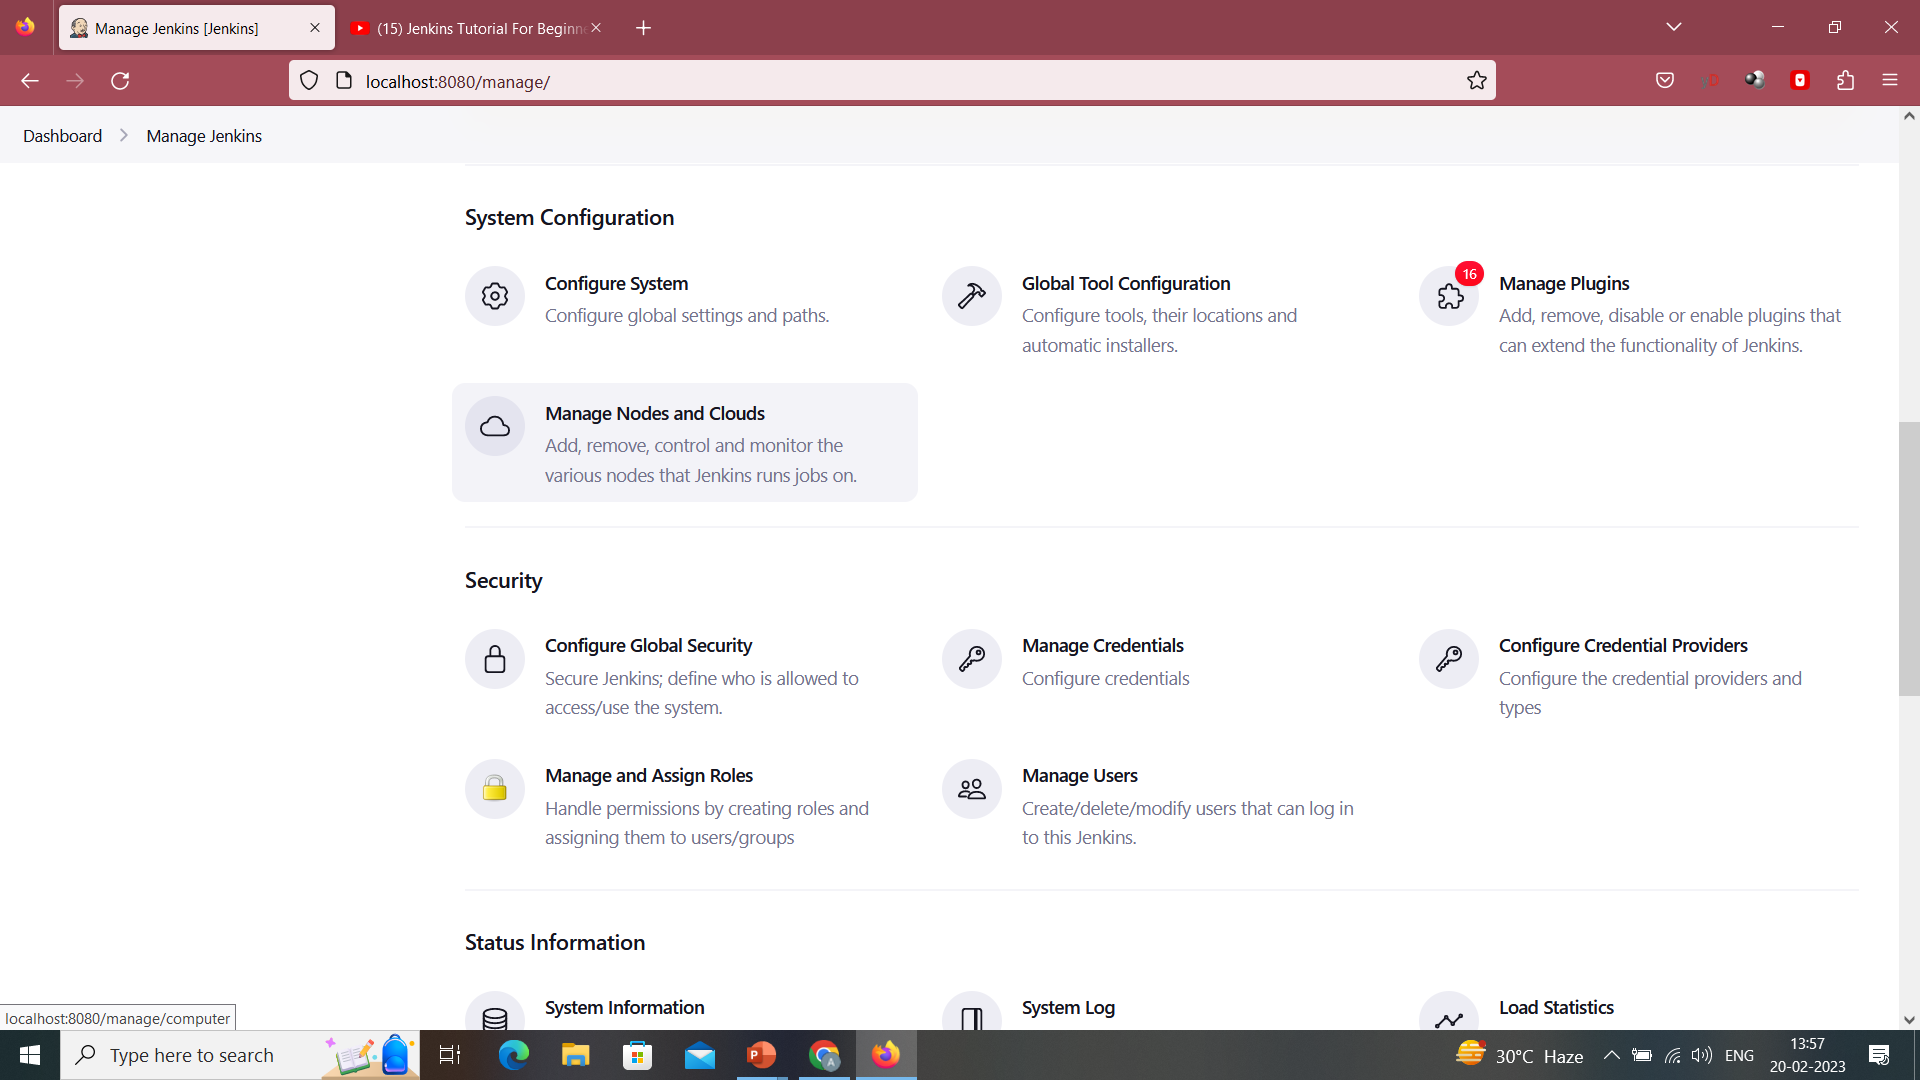 Manage Jenkins [Jenkins]
(15) Jenkins Tutorial For Beginne
localhost:8080/manage/
Dashboard
Manage Jenkins
System Configuration
Configure System
Configure global settings and paths.
Global Tool Configuration
Configure tools, their locations and
automatic installers.
16
Manage Plugins
Add, remove, disable or enable plugins that
can extend the functionality of Jenkins.
Manage Nodes and Clouds
Add, remove, control and monitor the
various nodes that Jenkins runs jobs on.
Security
Configure Global Security
Secure Jenkins; define who is allowed to
access/use the system.
Manage Credentials
Configure credentials
Configure Credential Providers
Configure the credential providers and
types
Manage and Assign Roles
Handle permissions by creating roles and
assigning them to users/groups
Manage Users
Create/delete/modify users that can log in
to this Jenkins.
Status Information
System Information
System Log
Load Statistics
localhost:8080/manage/computer
Type here to search
30°C Haze
ENG
13:57
20-02-2023